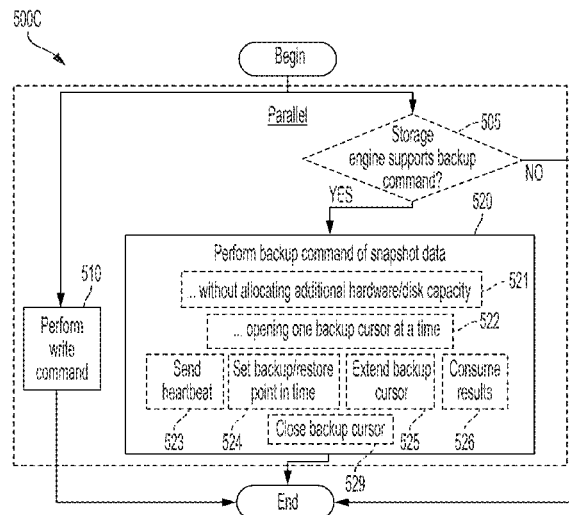 500C
Begin
Parallel
505
Storage
engine supports backup
command?
NO
YES
520
Perform backup command of snapshot data
521
... without allocating additional hardware/disk capacity
510
522
... opening one backup cursor at a time
Perform
write
command
Send
heartbeat
Set backup/restore
point in time
Extend backup
cursor
Consume
results
Close backup cursor
523
524
525
526
529
End